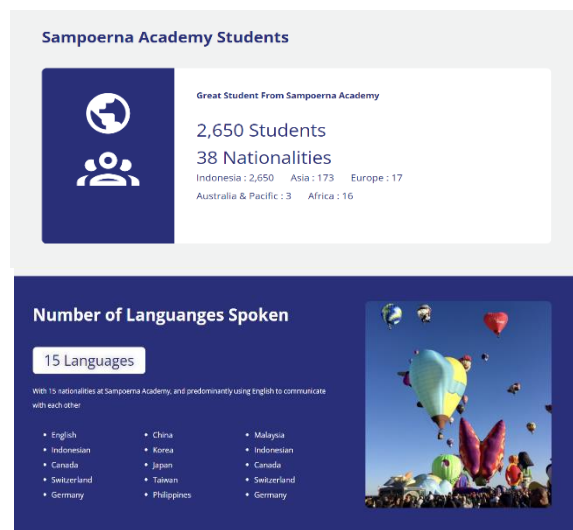 Sampoerna Academy Students
Great Student From Sampoerna Academy
2,650 Students
38 Nationalities
Indonesia : 2,650 Asia : 173 Europe : 17
Australia & Pacific : 3 Africa : 16
Number of Languanges Spoken
15 Languages
With 15 nationalities at Sampoerna Academy, and predominantly using English to communicate
with each other
• English
• Indonesian
• Canada
• Switzerland
• Germany
• China
• Korea
• Japan
• Taiwan
• Philippines
• Malaysia
• Indonesian
• Canada
• Switzerland
• Germany